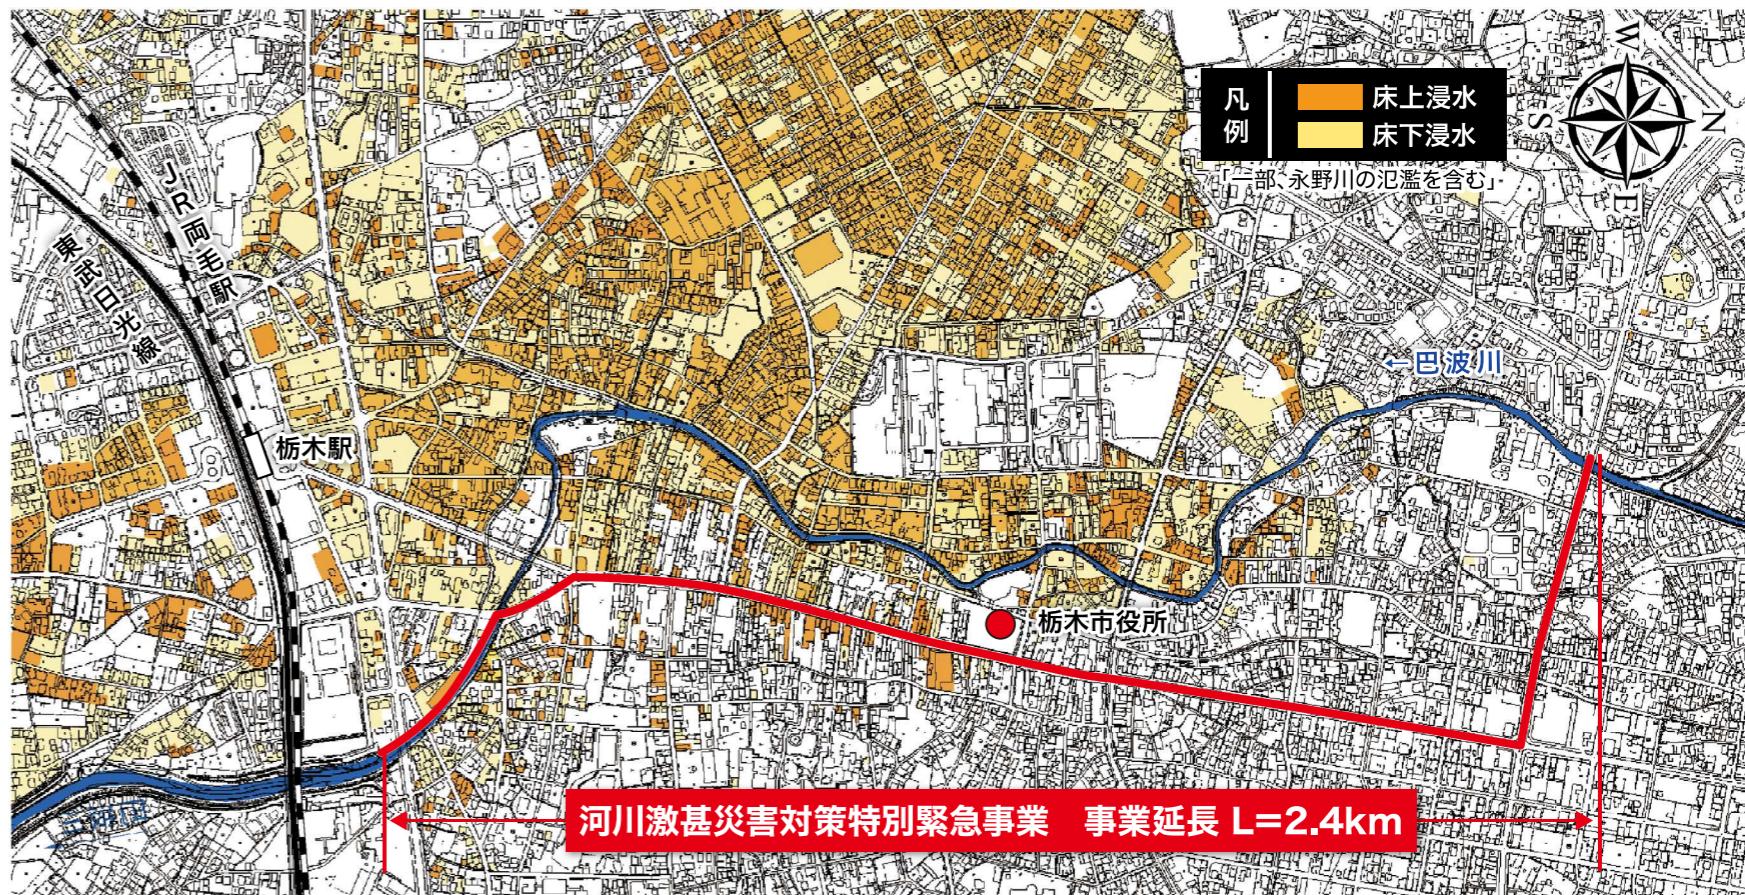 凡例
床上浸水
床下浸水
「一部、永野川の氾濫を含む」
W
N
S
E
JR両毛駅
東武日光線
←巴波川
栃木駅
栃木市役所
河川激甚災害対策特別緊急事業 事業延長 L=2.4km